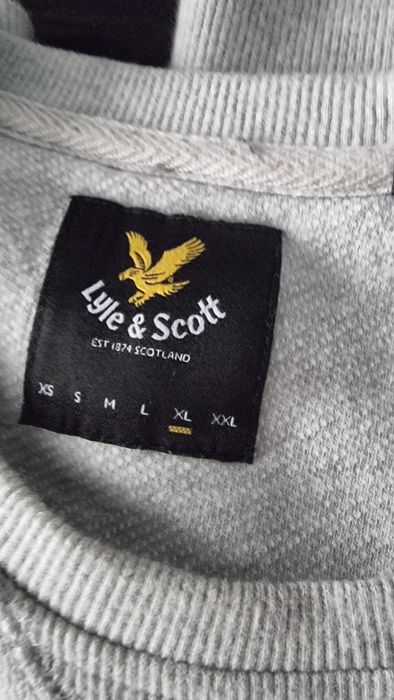 Lyle & Scott
EST 1874 SCOTLAND
XS S M L XL XXL